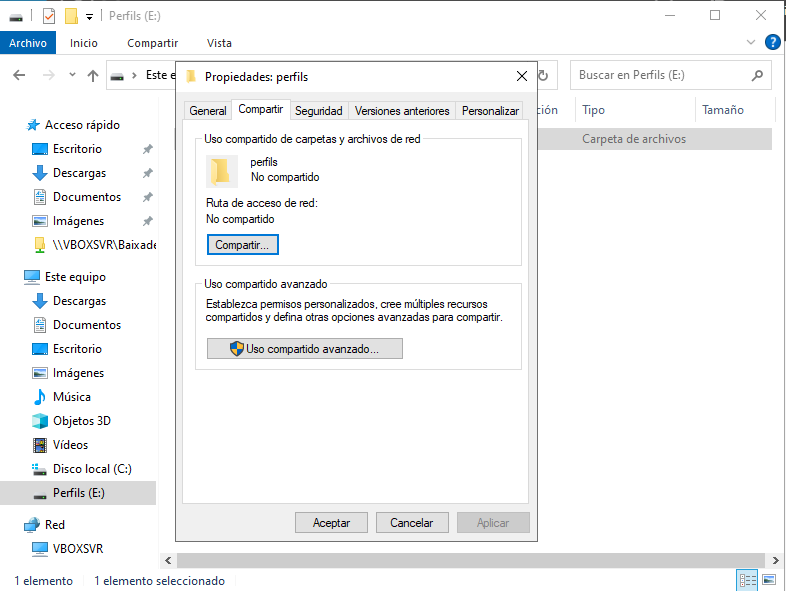 Perfils (E:)
Archivo Inicio Compartir Vista
Este e
Buscar en Perfils (E:)
Propiedades: perfils
General Compartir Seguridad Versiones anteriores Personalizar
Uso compartido de carpetas y archivos de red
perfils
No compartido
Ruta de acceso de red:
No compartido
Compartir...
Uso compartido avanzado
Establezca permisos personalizados, cree múltiples recursos
compartidos y defina otras opciones avanzadas para compartir.
Uso compartido avanzado...
Aceptar Cancelar Aplicar
ción Tipo Tamaño
Carpeta de archivos
Acceso rápido
Escritorio
Descargas
Documentos
Imágenes
\\VBOXSVR\Baixade
Este equipo
Descargas
Documentos
Escritorio
Imágenes
Música
Objetos 3D
Vídeos
Disco local (C:)
Perfils (E:)
Red
VBOXSVR
1 elemento 1 elemento seleccionado